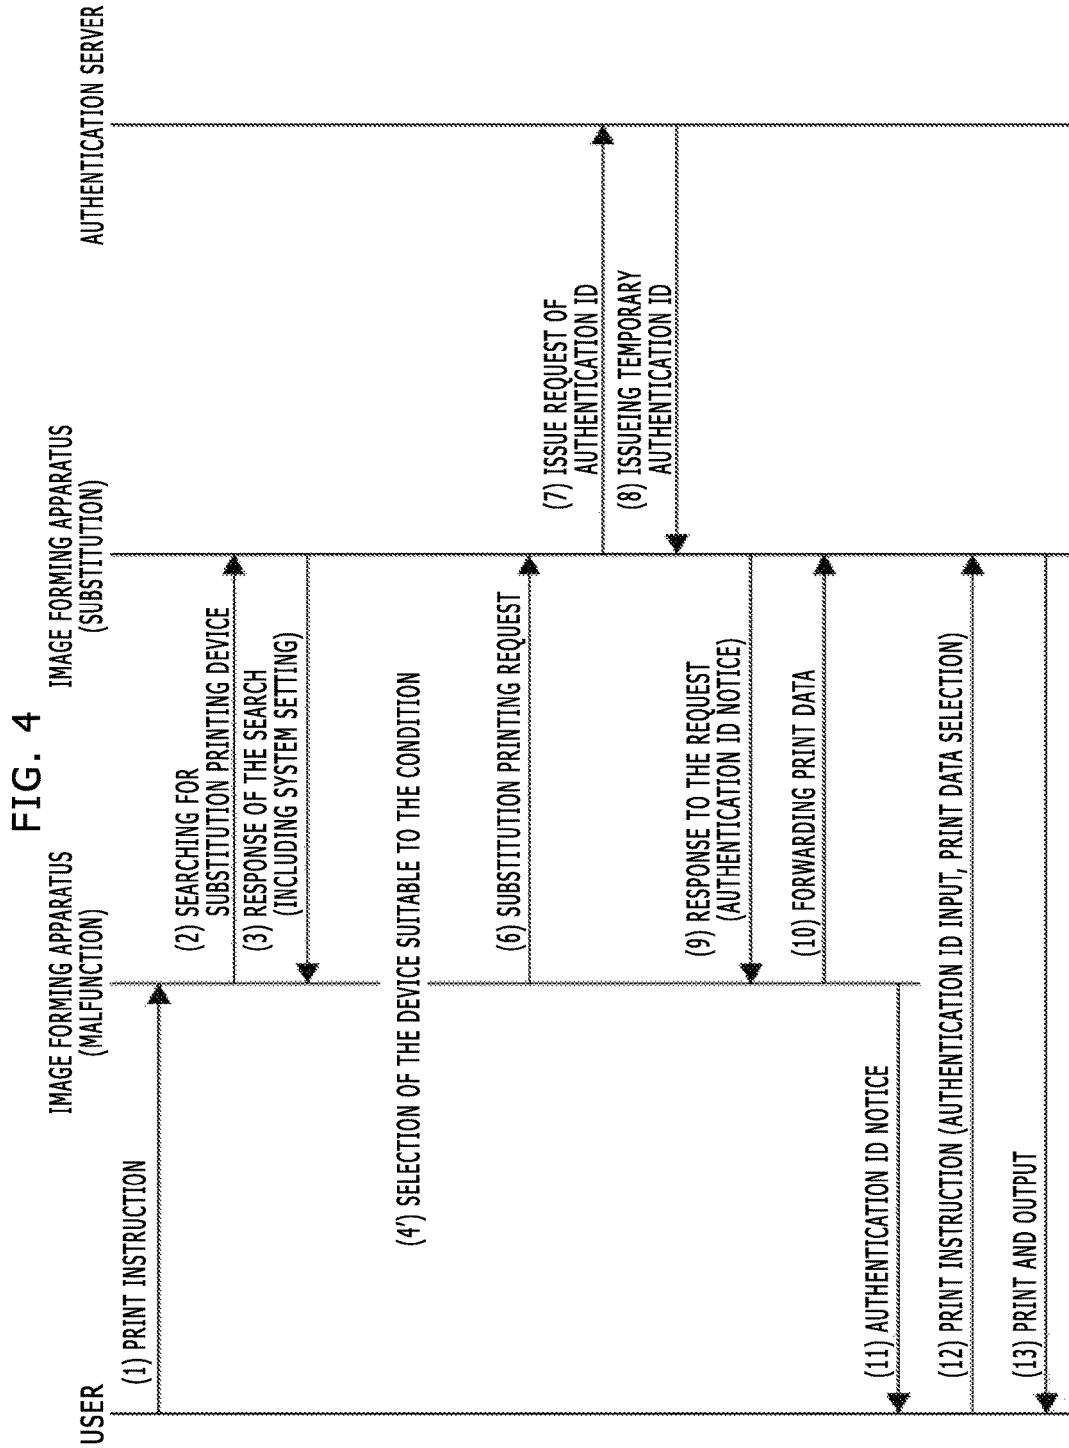 FIG. 4
USER
IMAGE FORMING APPARATUS
(MALFUNCTION)
IMAGE FORMING APPARATUS
(SUBSTITUTION)
AUTHENTICATION SERVER
(1) PRINT INSTRUCTION
(2) SEARCHING FOR
SUBSTITUTION PRINTING DEVICE
(3) RESPONSE OF THE SEARCH
(INCLUDING SYSTEM SETTING)
(4') SELECTION OF THE DEVICE SUITABLE TO THE CONDITION
(6) SUBSTITUTION PRINTING REQUEST
(7) ISSUE REQUEST OF
AUTHENTICATION ID
(8) ISSUEING TEMPORARY
AUTHENTICATION ID
(9) RESPONSE TO THE REQUEST
(AUTHENTICATION ID NOTICE)
(10) FORWARDING PRINT DATA
(11) AUTHENTICATION ID NOTICE
(12) PRINT INSTRUCTION (AUTHENTICATION ID INPUT, PRINT DATA SELECTION)
(13) PRINT AND OUTPUT